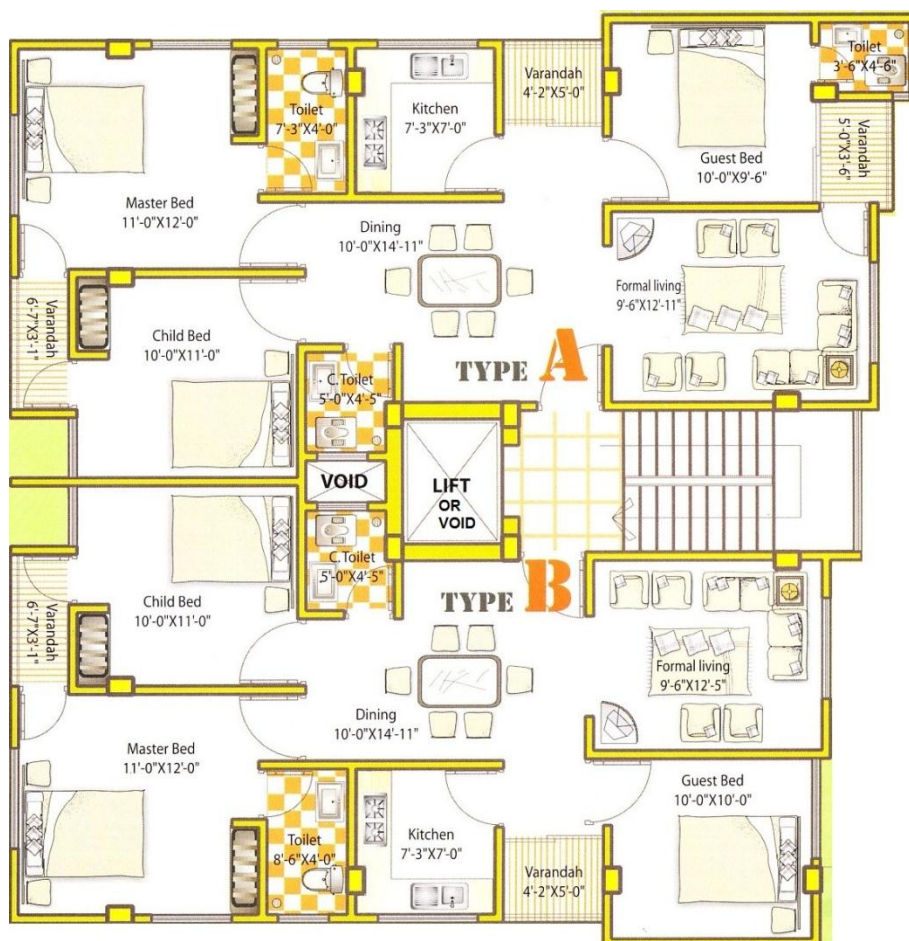 Toilet
3'-6"X4'-6"
Varandah
4'-2"X5'-0"
Toilet
7'-3"X4'-0"
Kitchen
7'-3"X7'-0"
Varandah
5'-0"X3'-6"
Guest Bed
10'-0"X9'-6"
Master Bed
11'-0"X12'-0"
Dining
10'-0"X14'-11"
Formal living
9'-6"X12'-11"
Varandah
6'-7"X3'-1"
Child Bed
10'-0"X11'-0"
TYPE A
C.Toilet
5'-0"X4'-5"
VOID
LIFT
OR
VOID
C.Toilet
5'-0"X4'-5"
TYPE B
Varandah
6'-7"X3'-1"
Child Bed
10'-0"X11'-0"
Formal living
9'-6"X12'-5"
Dining
10'-0"X14'-11"
Master Bed
11'-0"X12'-0"
Guest Bed
10'-0"X10'-0"
Toilet
8'-6"X4'-0"
Kitchen
7'-3"X7'-0"
Varandah
4'-2"X5'-0"